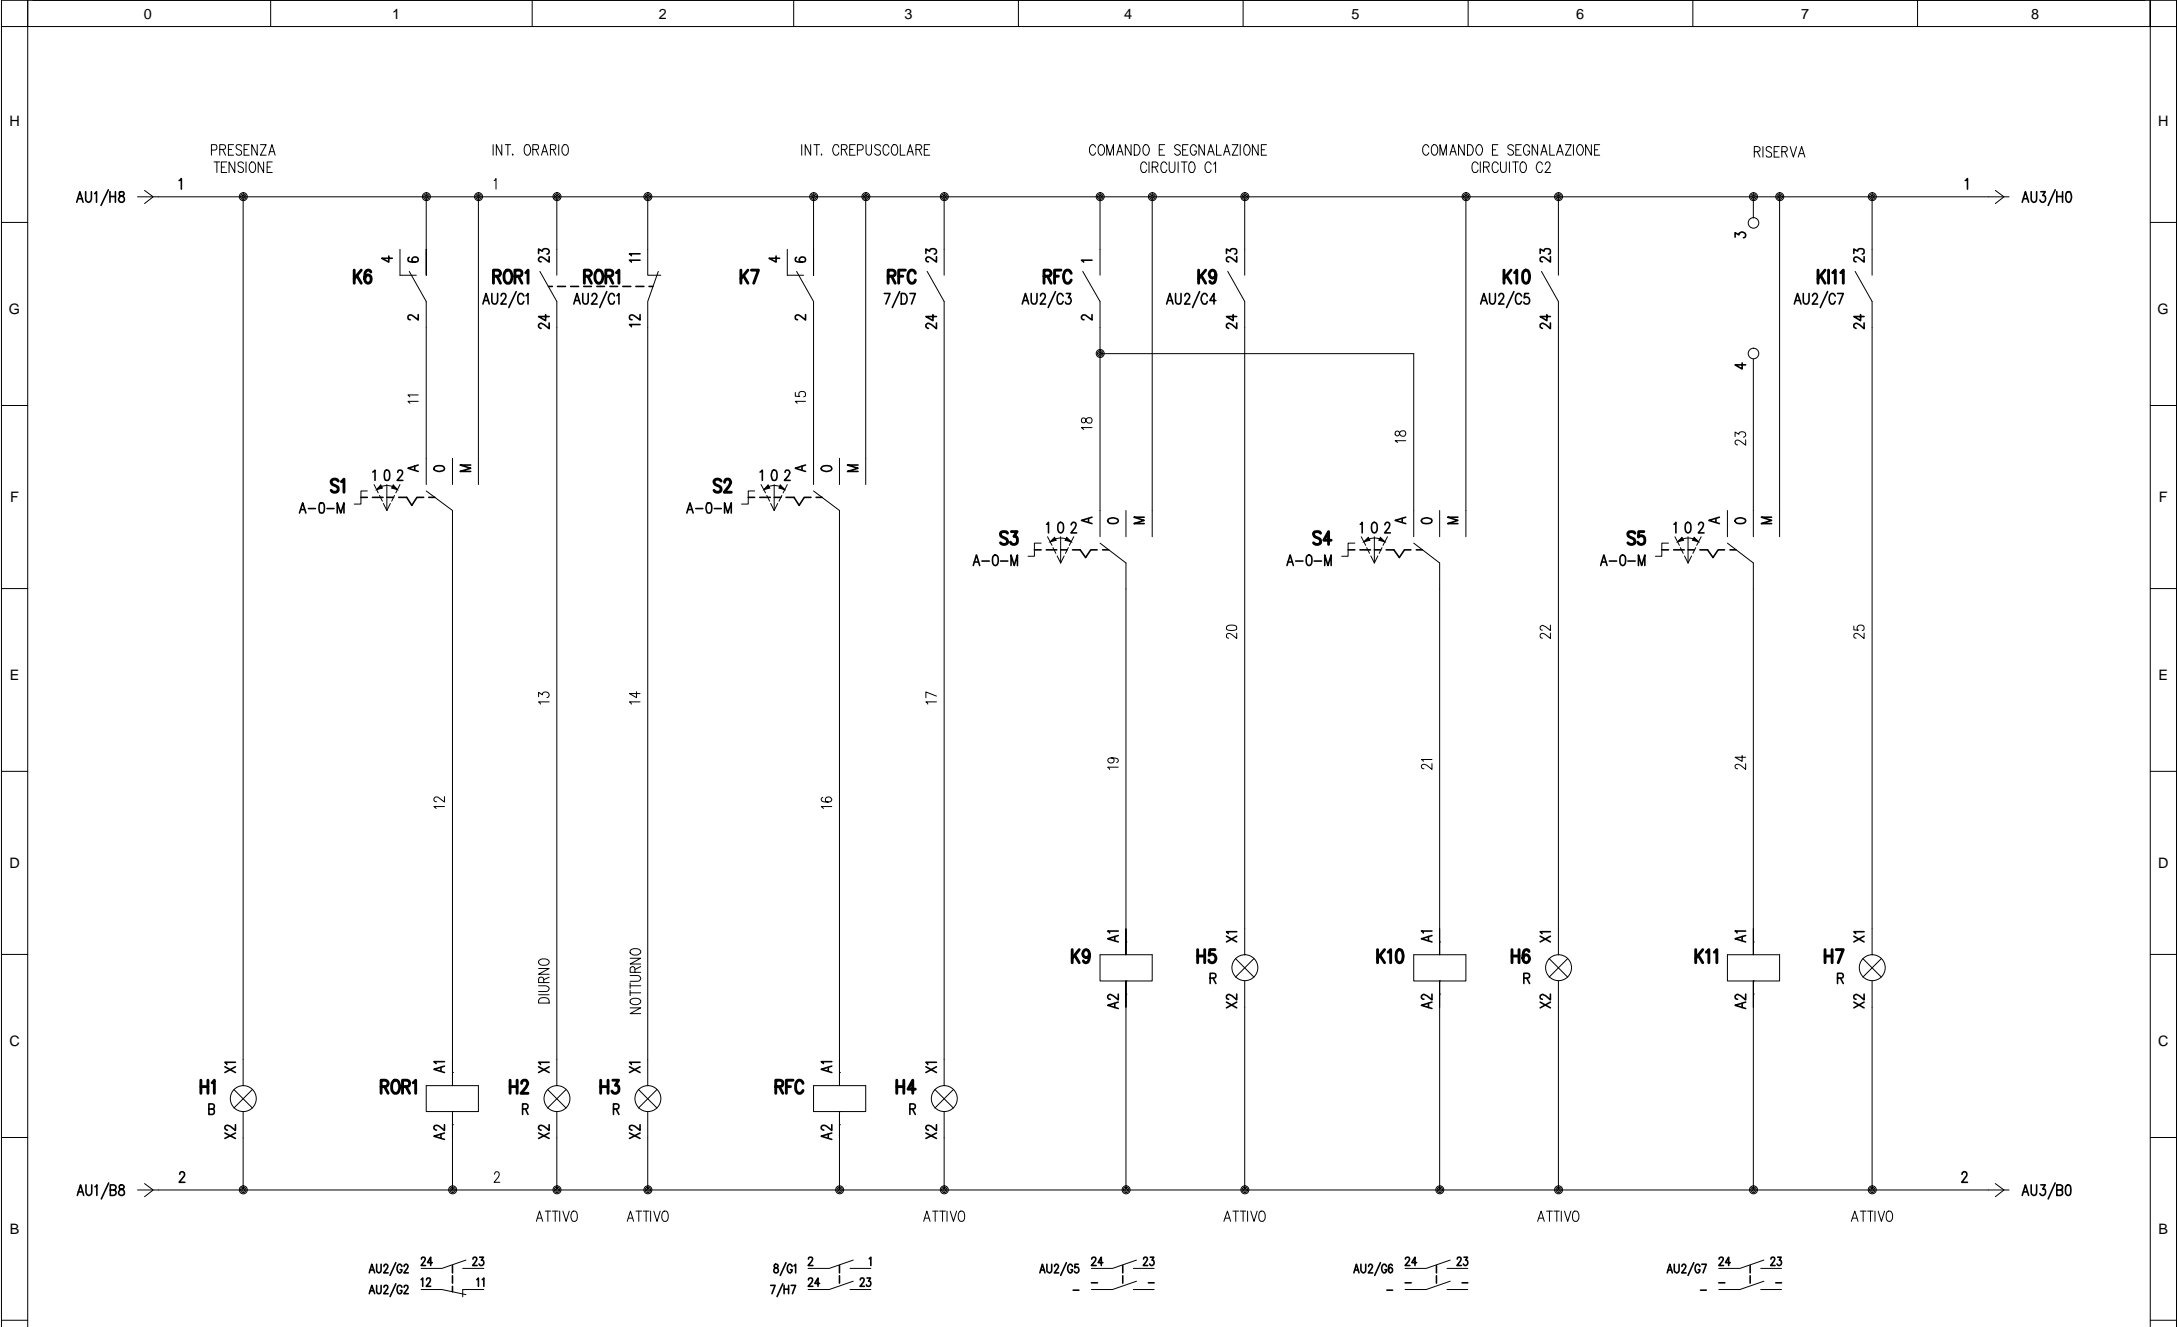 0 1 2 3 4 5 6 7 8
H H
PRESENZA
TENSIONE
INT. ORARIO
INT. CREPUSCOLARE
COMANDO E SEGNALAZIONE
CIRCUITO C1
COMANDO E SEGNALAZIONE
CIRCUITO C2
RISERVA
AU1/H8 1 1 1 AU3/H0
G G
K6 4 6 2
ROR1 23
AU2/C1 24
ROR1 11
AU2/C1 12
K7 4 6 2
RFC 23
7/D7 24
RFC 1
AU2/C3 2
K9 23
AU2/C4 24
K10 23
AU2/C5 24
3
4
KI11 23
AU2/C7 24
11 15 18 18 23
F F
S1 1 0 2 A 0 M
A-0-M
S2 1 0 2 A 0 M
A-0-M
S3 1 0 2 A 0 M
A-0-M
S4 1 0 2 A 0 M
A-0-M
S5 1 0 2 A 0 M
A-0-M
E E
20 22 25
13 14 17
19 21 24
12 16
D D
DIURNO
NOTTURNO
K9 A1 A2
H5 X1
R X2
K10 A1 A2
H6 X1
R X2
K11 A1 A2
H7 X1
R X2
C C
H1 X1
B X2
ROR1 A1 A2
H2 X1
R X2
H3 X1
R X2
RFC A1 A2
H4 X1
R X2
AU1/B8 2 2 2 AU3/B0
B B
ATTIVO ATTIVO ATTIVO ATTIVO ATTIVO ATTIVO
AU2/G2 24 23
AU2/G2 12 11
8/G1 2 1
7/H7 24 23
AU2/G5 24 23
- - -
AU2/G6 24 23
- - -
AU2/G7 24 23
- - -